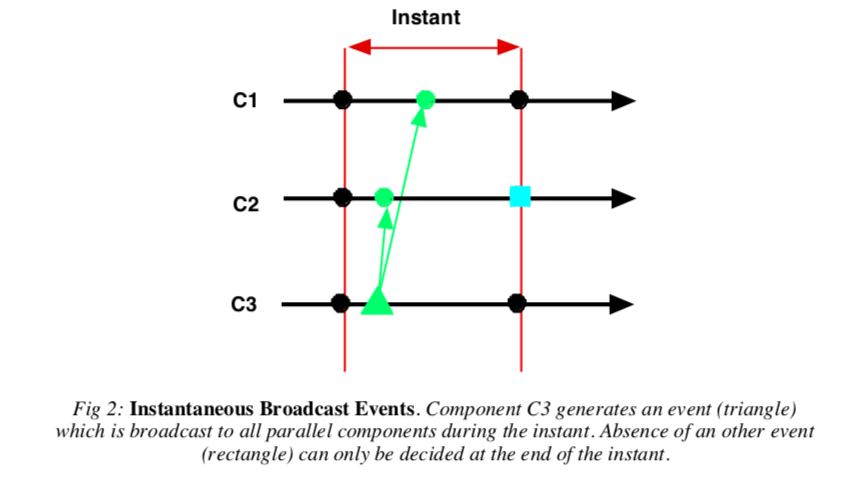 Instant
C1
C2
C3
Fig 2: Instantaneous Broadcast Events. Component C3 generates an event (triangle)
which is broadcast to all parallel components during the instant. Absence of an other event
(rectangle) can only be decided at the end of the instant.